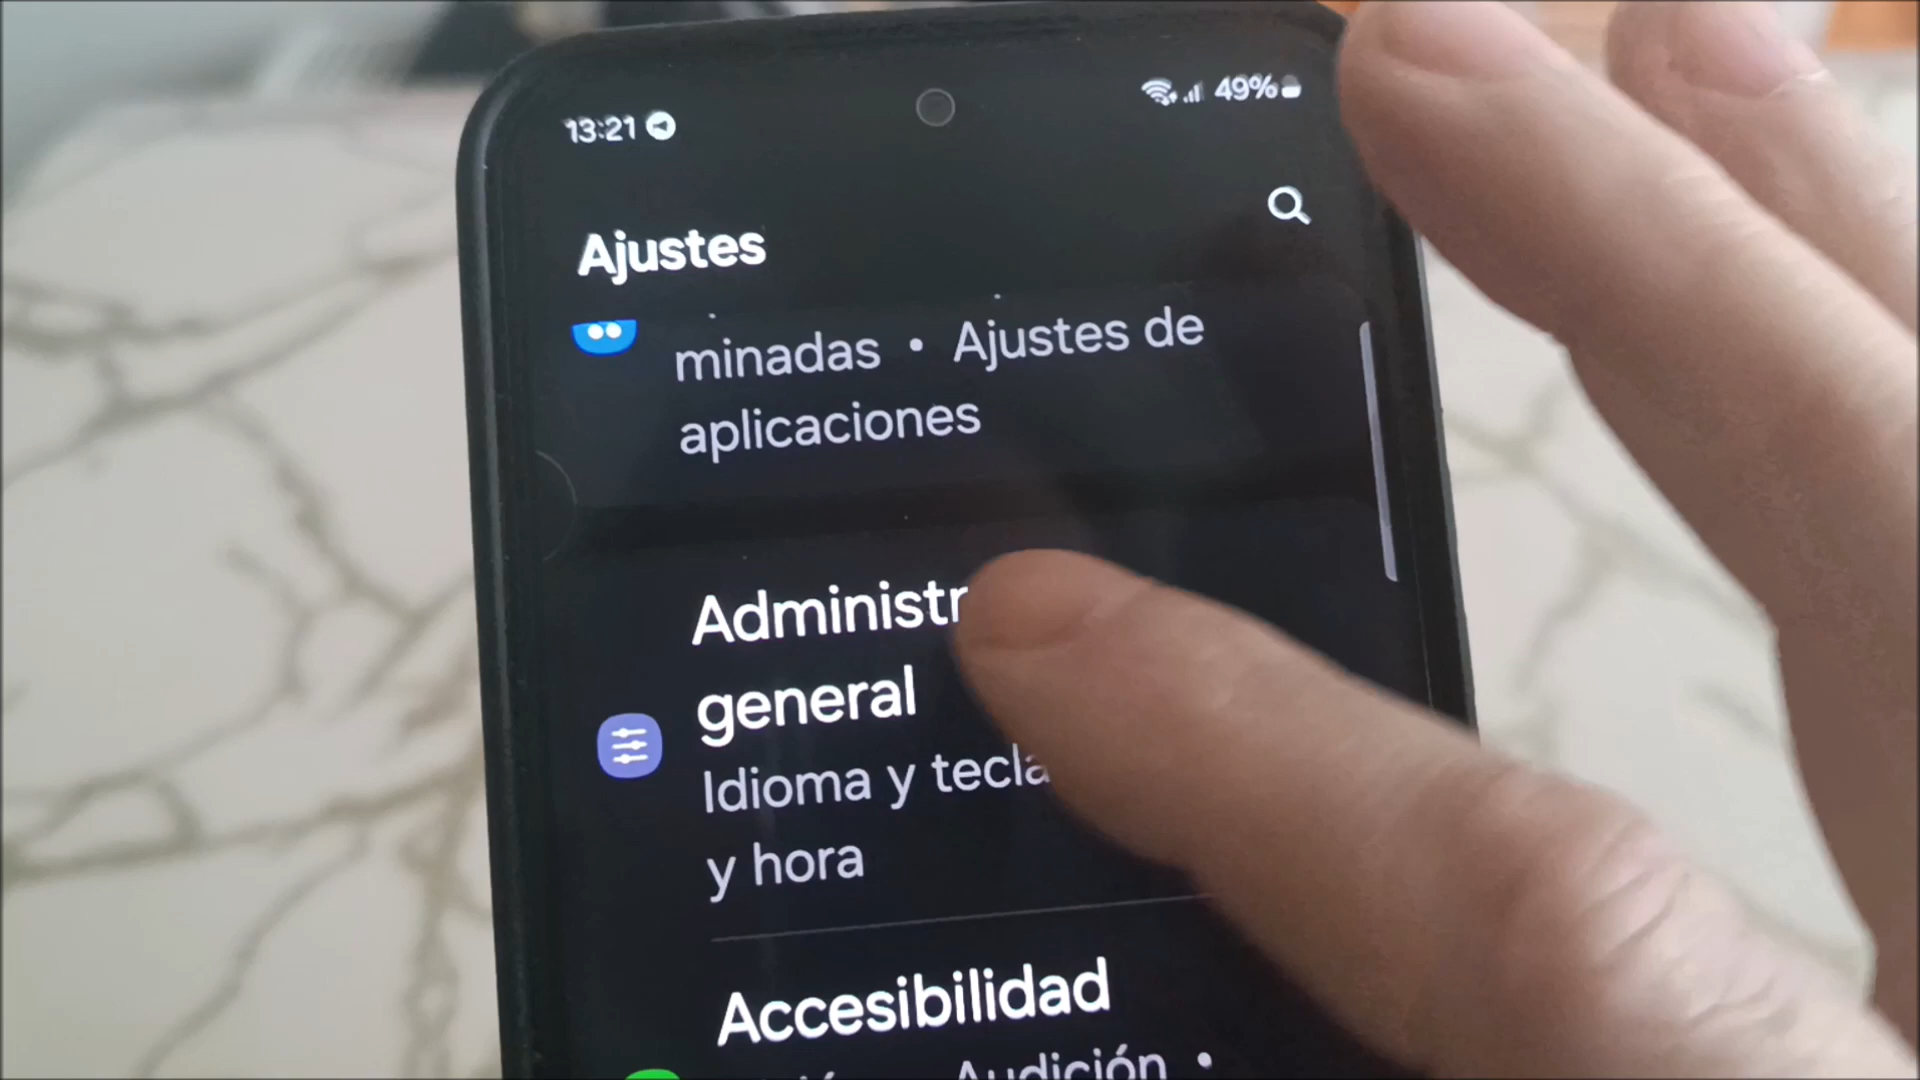 13:21 49%
Ajustes
minadas • Ajustes de
aplicaciones
Administr
general
Idioma y tecla
y hora
Accesibilidad
Audición •